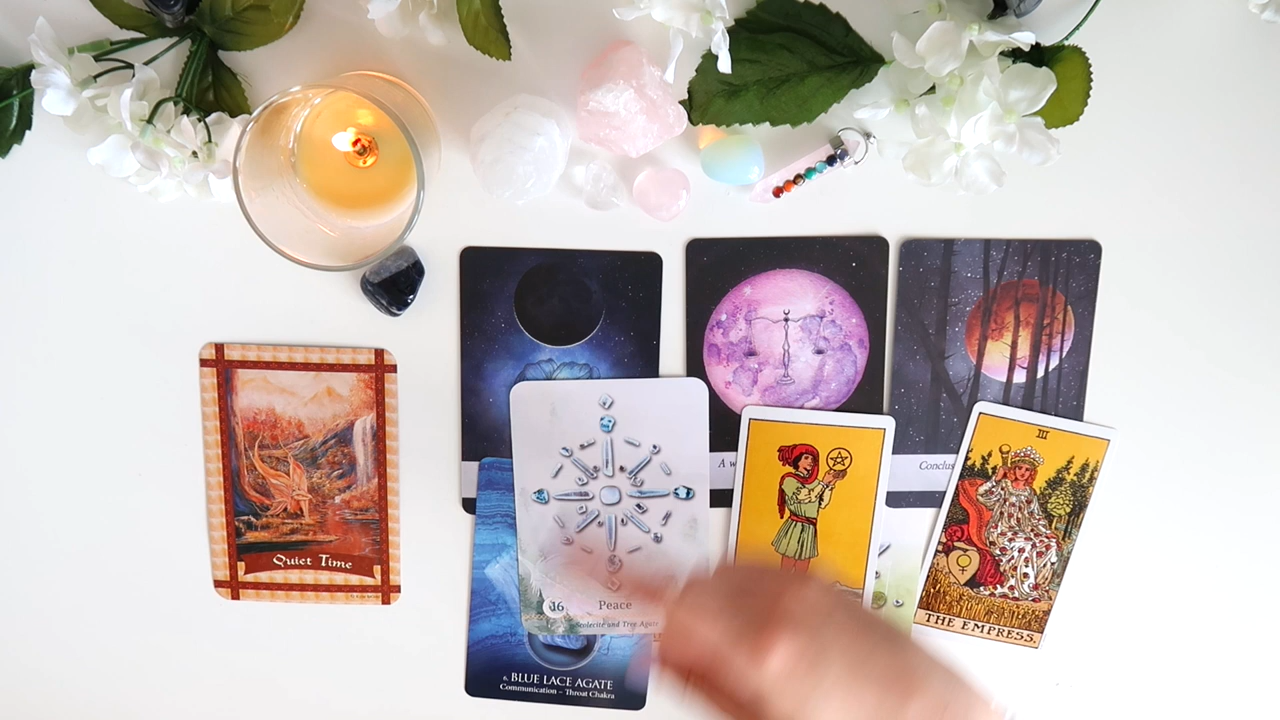 A w
Conclus
Quiet Time
III
THE EMPRESS.
16 Peace
Scolecite and Tree Agate
6. BLUE LACE AGATE
Communication ~ Throat Chakra